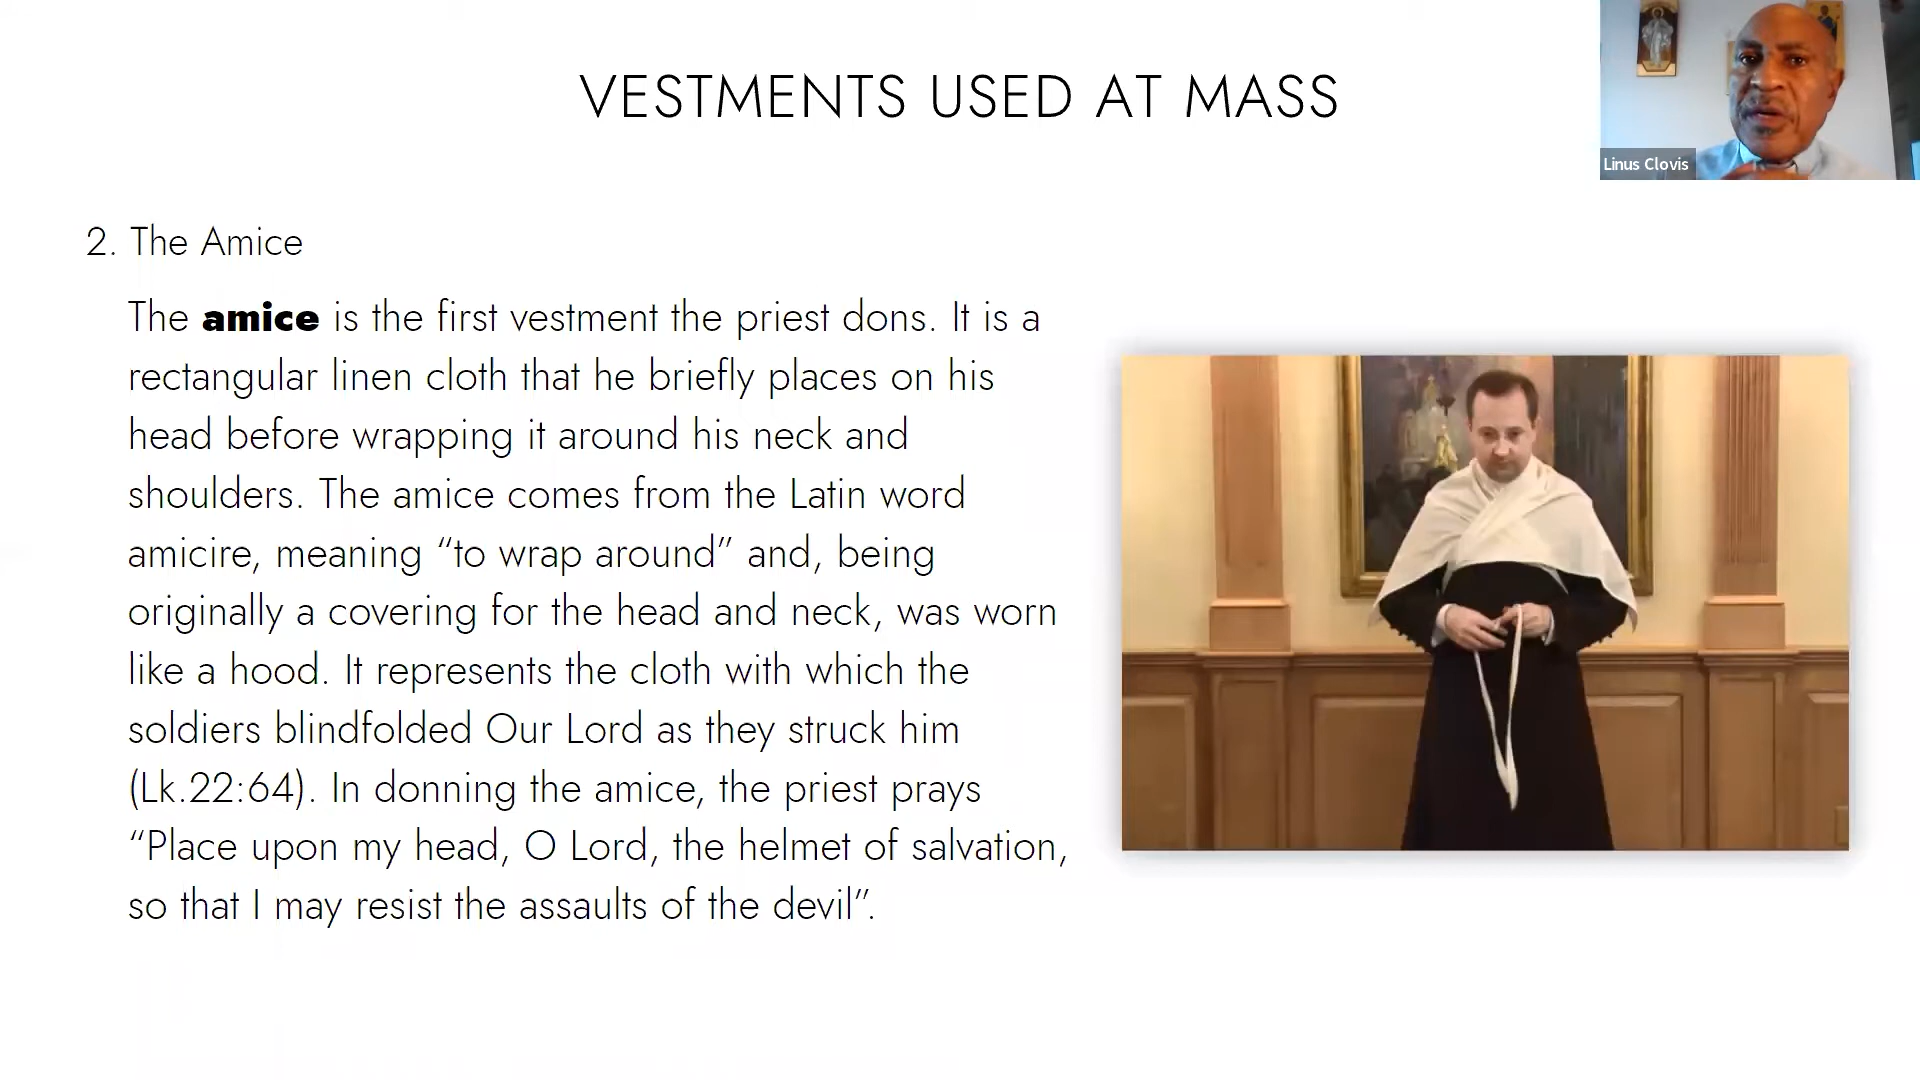 VESTMENTS USED AT MASS
Linus Clovis
2. The Amice
The amice is the first vestment the priest dons. It is a
rectangular linen cloth that he briefly places on his
head before wrapping it around his neck and
shoulders. The amice comes from the Latin word
amicire, meaning “to wrap around” and, being
originally a covering for the head and neck, was worn
like a hood. It represents the cloth with which the
soldiers blindfolded Our Lord as they struck him
(Lk.22:64). In donning the amice, the priest prays
“Place upon my head, O Lord, the helmet of salvation,
so that I may resist the assaults of the devil”.